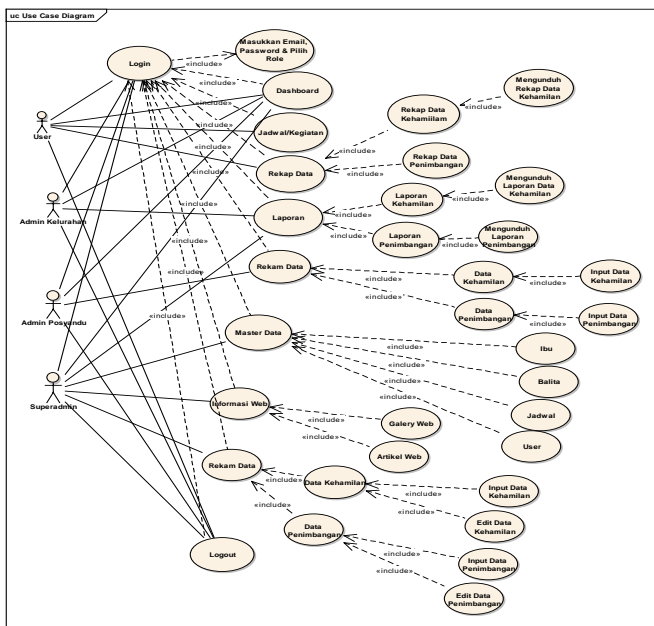 uc Use Case Diagram
Login
Masukkan Email,
Password & Pilih
Role
«include»
Dashboard
«include»
Jadwal/Kegiatan
«include»
Rekap Data
«include»
Rekap Data
Kehamiilam
«include»
Mengunduh
Rekap Data
Kehamilan
«include»
Rekap Data
Penimbangan
«include»
User
Admin Kelurahan
Admin Posyandu
Superadmin
Laporan
«include»
Laporan
Kehamilan
«include»
Mengunduh
Laporan Data
Kehamilan
«include»
Laporan
Penimbangan
«include»
Mengunduh
Laporan
Penimbangan
«include»
Rekam Data
«include»
Data
Kehamilan
«include»
Input Data
Kehamilan
«include»
Data
Penimbangan
«include»
Input Data
Penimbangan
«include»
Master Data
«include»
Ibu
«include»
Balita
«include»
Jadwal
«include»
User
«include»
Informasi Web
«include»
Galery Web
«include»
Artikel Web
«include»
Rekam Data
«include»
Data Kehamilan
«include»
Input Data
Kehamilan
«include»
Edit Data
Kehamilan
«include»
Data
Penimbangan
«include»
Input Data
Penimbangan
«include»
Edit Data
Penimbangan
«include»
Logout